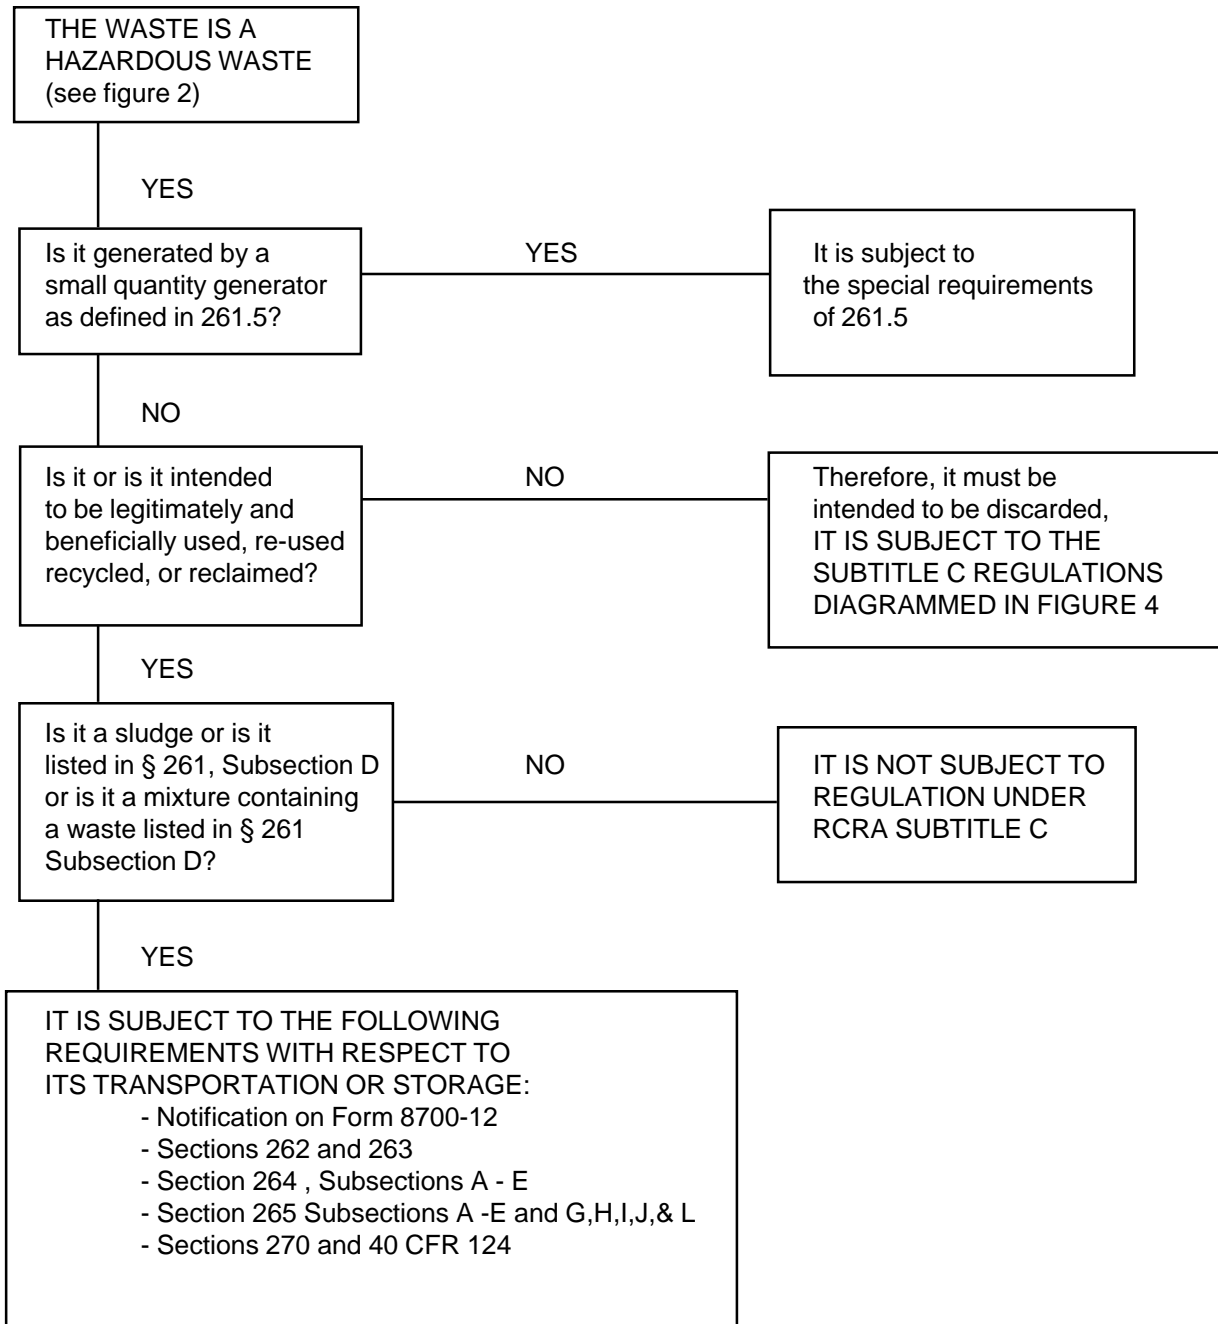 THE WASTE IS A
HAZARDOUS WASTE
(see figure 2)
YES
Is it generated by a
small quantity generator
as defined in 261.5?
YES
It is subject to
the special requirements
of 261.5
NO
Is it or is it intended
to be legitimately and
beneficially used, re-used
recycled, or reclaimed?
NO
Therefore, it must be
intended to be discarded,
IT IS SUBJECT TO THE
SUBTITLE C REGULATIONS
DIAGRAMMED IN FIGURE 4
YES
Is it a sludge or is it
listed in § 261, Subsection D
or is it a mixture containing
a waste listed in § 261
Subsection D?
NO
IT IS NOT SUBJECT TO
REGULATION UNDER
RCRA SUBTITLE C
YES
IT IS SUBJECT TO THE FOLLOWING
REQUIREMENTS WITH RESPECT TO
ITS TRANSPORTATION OR STORAGE:
- Notification on Form 8700-12
- Sections 262 and 263
- Section 264 , Subsections A - E
- Section 265 Subsections A -E and G,H,I,J,& L
- Sections 270 and 40 CFR 124